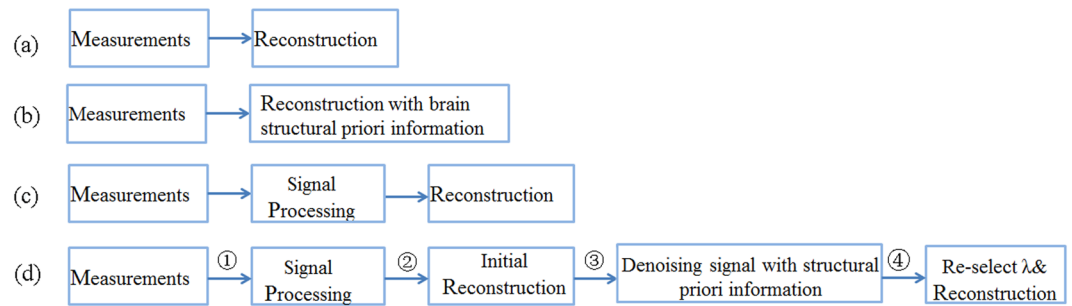 (a) Measurements Reconstruction
(b) Measurements Reconstruction with brain
structural priori information
(c) Measurements Signal
Processing Reconstruction
(d) Measurements ① Signal
Processing ② Initial
Reconstruction ③ Denoising signal with structural
priori information ④ Re-select λ&
Reconstruction